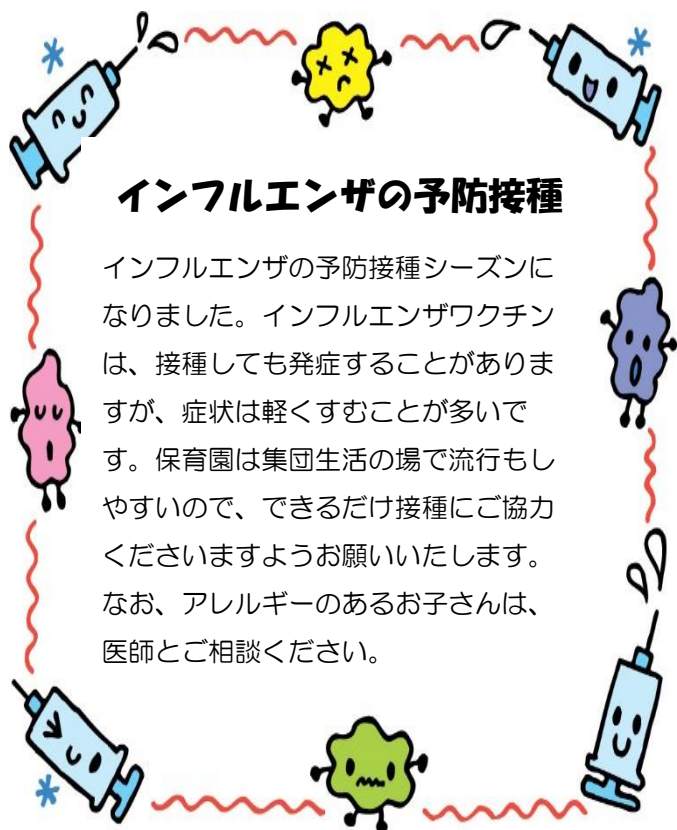 インフルエンザの予防接種
インフルエンザの予防接種シーズンに
なりました。インフルエンザワクチン
は、接種しても発症することがありま
すが、症状は軽くすむことが多いで
す。保育園は集団生活の場で流行もし
やすいので、できるだけ接種にご協力
くださいますようお願いいたします。
なお、アレルギーのあるお子さんは、
医師とご相談ください。